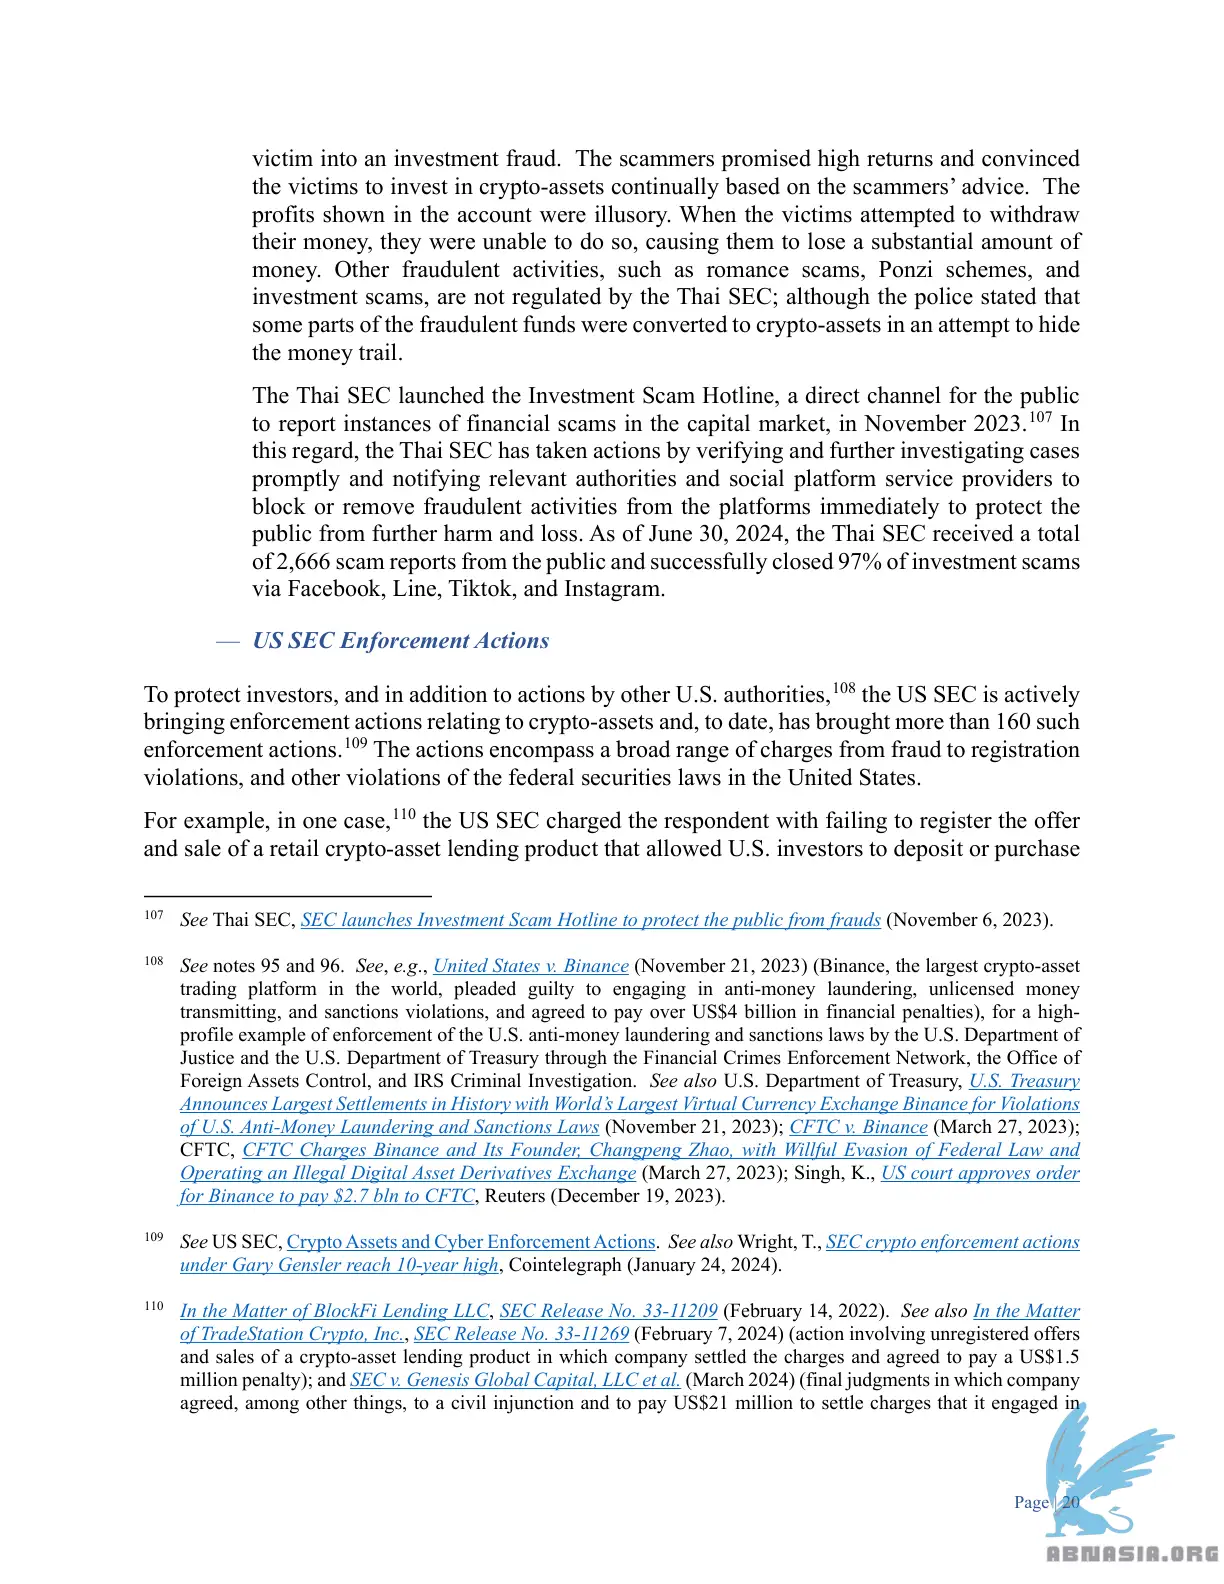 victim into an investment fraud.  The scammers promised high returns and convinced
the victims to invest in crypto-assets continually based on the scammers’ advice.  The
profits shown in the account were illusory. When the victims attempted to withdraw
their money, they were unable to do so, causing them to lose a substantial amount of
money. Other fraudulent activities, such as romance scams, Ponzi schemes, and
investment scams, are not regulated by the Thai SEC; although the police stated that
some parts of the fraudulent funds were converted to crypto-assets in an attempt to hide
the money trail.
The Thai SEC launched the Investment Scam Hotline, a direct channel for the public
to report instances of financial scams in the capital market, in November 2023.107 In
this regard, the Thai SEC has taken actions by verifying and further investigating cases
promptly and notifying relevant authorities and social platform service providers to
block or remove fraudulent activities from the platforms immediately to protect the
public from further harm and loss. As of June 30, 2024, the Thai SEC received a total
of 2,666 scam reports from the public and successfully closed 97% of investment scams
via Facebook, Line, Tiktok, and Instagram.
— US SEC Enforcement Actions
To protect investors, and in addition to actions by other U.S. authorities,108 the US SEC is actively
bringing enforcement actions relating to crypto-assets and, to date, has brought more than 160 such
enforcement actions.109 The actions encompass a broad range of charges from fraud to registration
violations, and other violations of the federal securities laws in the United States.
For example, in one case,110 the US SEC charged the respondent with failing to register the offer
and sale of a retail crypto-asset lending product that allowed U.S. investors to deposit or purchase
107 See Thai SEC, SEC launches Investment Scam Hotline to protect the public from frauds (November 6, 2023).
108 See notes 95 and 96.  See, e.g., United States v. Binance (November 21, 2023) (Binance, the largest crypto-asset
trading platform in the world, pleaded guilty to engaging in anti-money laundering, unlicensed money
transmitting, and sanctions violations, and agreed to pay over US$4 billion in financial penalties), for a high-
profile example of enforcement of the U.S. anti-money laundering and sanctions laws by the U.S. Department of
Justice and the U.S. Department of Treasury through the Financial Crimes Enforcement Network, the Office of
Foreign Assets Control, and IRS Criminal Investigation.  See also U.S. Department of Treasury, U.S. Treasury
Announces Largest Settlements in History with World’s Largest Virtual Currency Exchange Binance for Violations
of U.S. Anti-Money Laundering and Sanctions Laws (November 21, 2023); CFTC v. Binance (March 27, 2023);
CFTC, CFTC Charges Binance and Its Founder, Changpeng Zhao, with Willful Evasion of Federal Law and
Operating an Illegal Digital Asset Derivatives Exchange (March 27, 2023); Singh, K., US court approves order
for Binance to pay $2.7 bln to CFTC, Reuters (December 19, 2023).
109 See US SEC, Crypto Assets and Cyber Enforcement Actions.  See also Wright, T., SEC crypto enforcement actions
under Gary Gensler reach 10-year high, Cointelegraph (January 24, 2024).
110 In the Matter of BlockFi Lending LLC, SEC Release No. 33-11209 (February 14, 2022).  See also In the Matter
of TradeStation Crypto, Inc., SEC Release No. 33-11269 (February 7, 2024) (action involving unregistered offers
and sales of a crypto-asset lending product in which company settled the charges and agreed to pay a US$1.5
million penalty); and SEC v. Genesis Global Capital, LLC et al. (March 2024) (final judgments in which company
agreed, among other things, to a civil injunction and to pay US$21 million to settle charges that it engaged in
Page | 20
ABNASIA.ORG